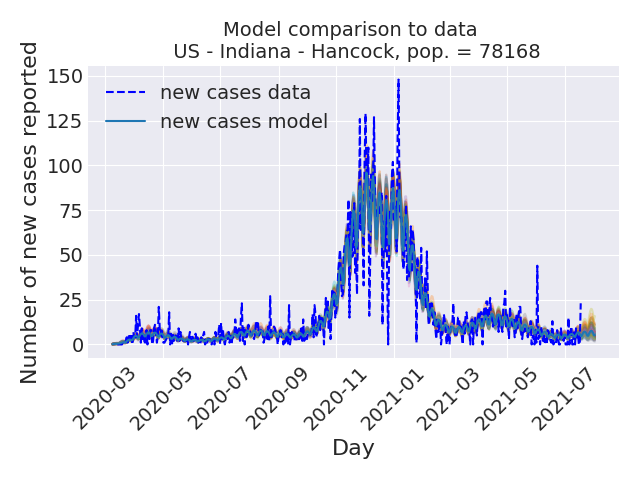 Model comparison to data
US - Indiana - Hancock, pop. = 78168
Number of new cases reported
150
125
100
75
50
25
0
new cases data
new cases model
2020-03
2020-05
2020-07
2020-09
2020-11
2021-01
2021-03
2021-05
2021-07
Day